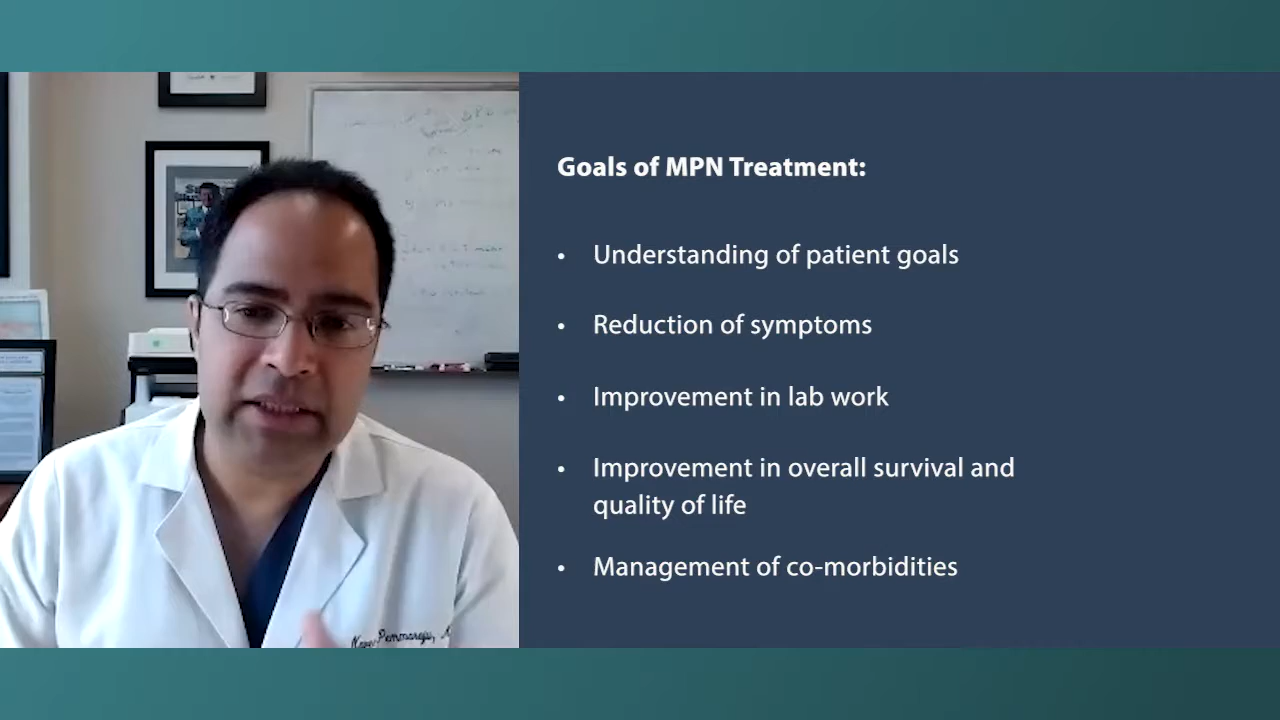 Goals of MPN Treatment:
• Understanding of patient goals
• Reduction of symptoms
• Improvement in lab work
• Improvement in overall survival and
quality of life
• Management of co-morbidities
Pemmaraju,